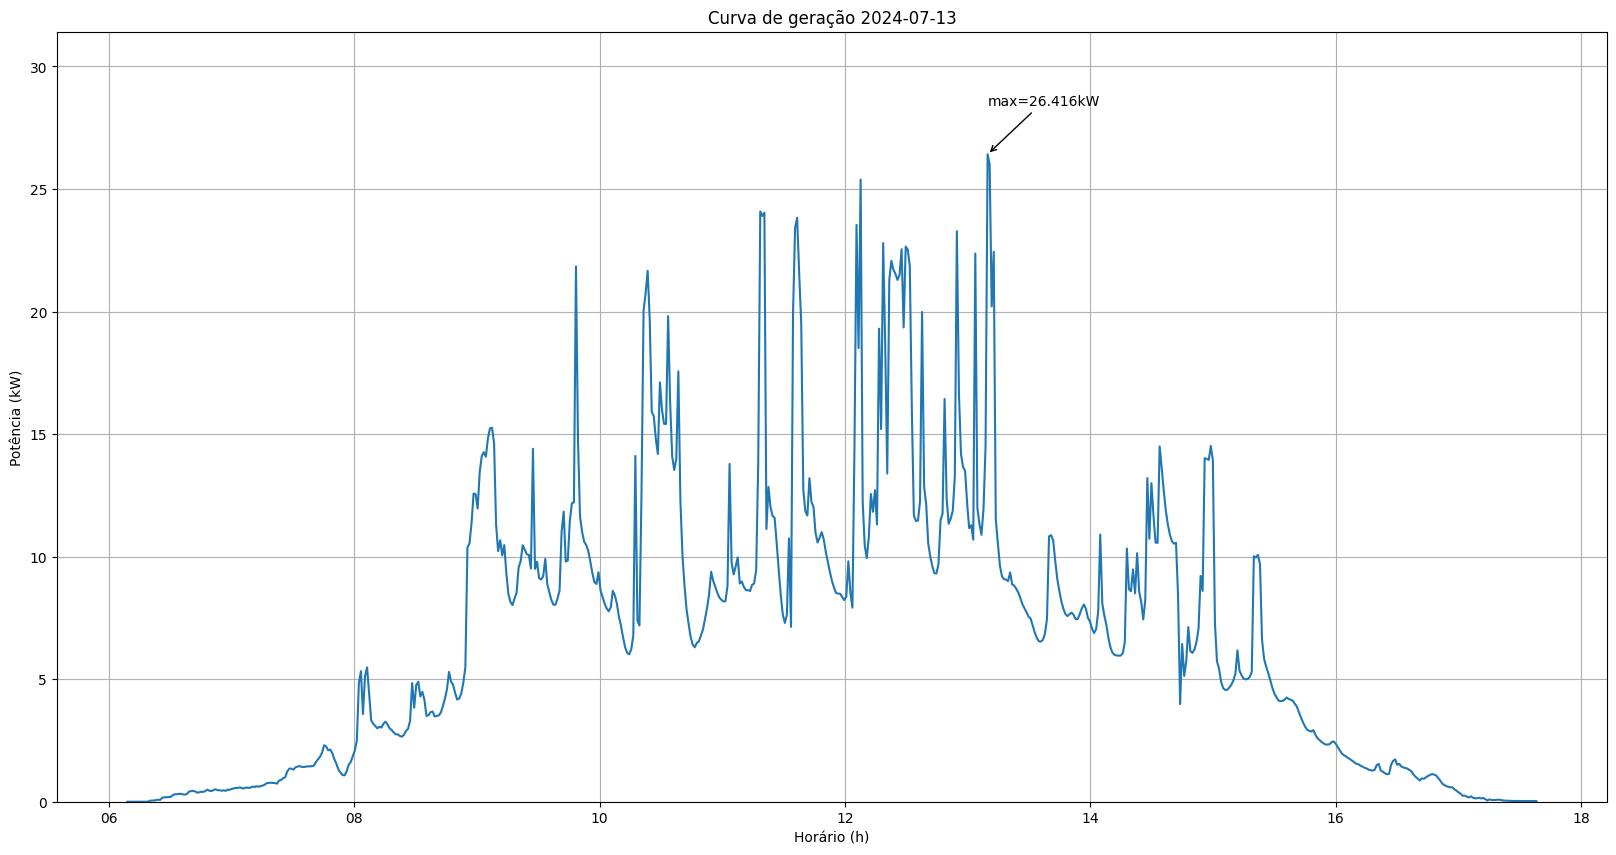 Curva de geração 2024-07-13
30
25
20
15
10
5
0
Potência (kW)
max=26.416kW
06 08 10 12 14 16 18
Horário (h)